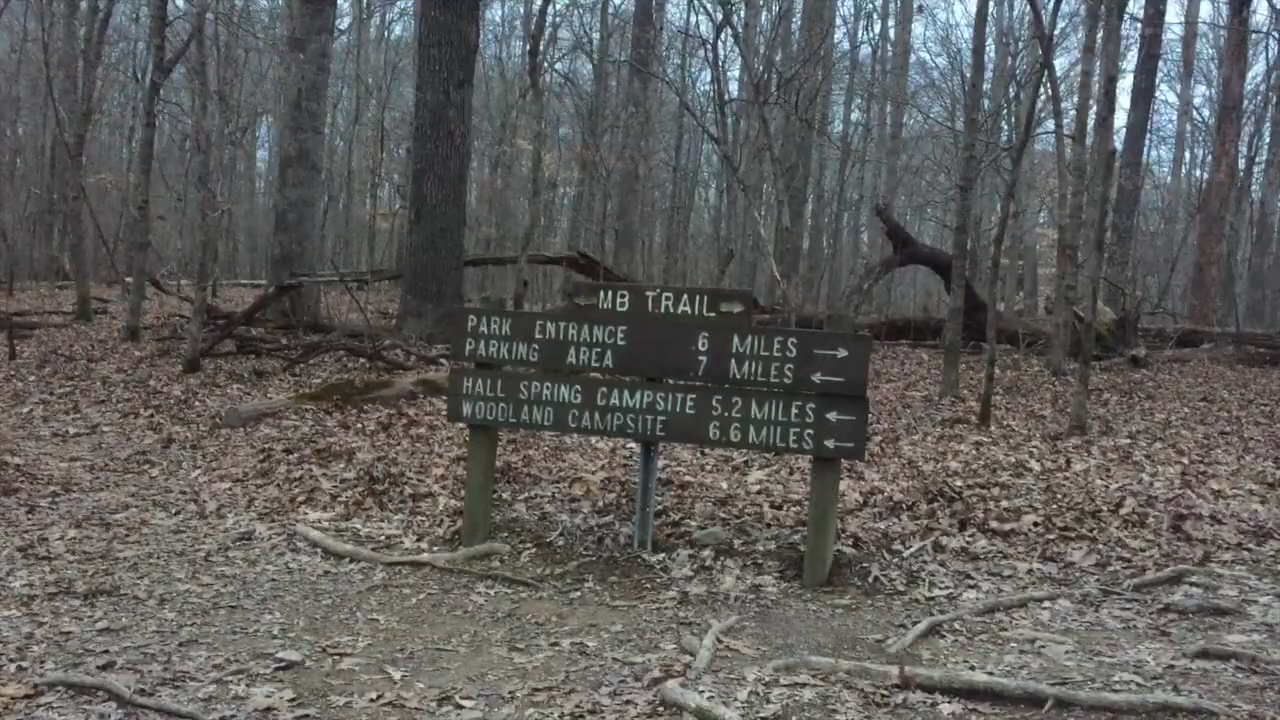 MB TRAIL →
PARK ENTRANCE .6 MILES →
PARKING AREA .7 MILES ←
HALL SPRING CAMPSITE 5.2 MILES ←
WOODLAND CAMPSITE 6.6 MILES ←